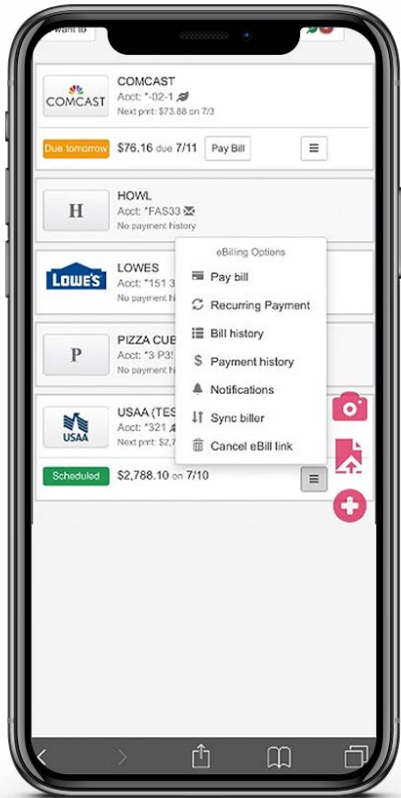 want to
COMCAST
COMCAST
Acct: *-02-1
Next pmt: $73.88 on 7/3
Due tomorrow $76.16 due 7/11 Pay Bill
HOWL
H
Acct: *FAS33
No payment history
LOWES
LOWE'S
Acct: *151 3
No payment hi
PIZZA CUB
P
Acct: *3 P3!
No payment hi
USAA (TES
USAA
Acct: *321
Next pmt: $2,7
Scheduled $2,788.10 on 7/10
eBilling Options
Pay bill
Recurring Payment
Bill history
$ Payment history
Notifications
Sync biller
Cancel eBill link